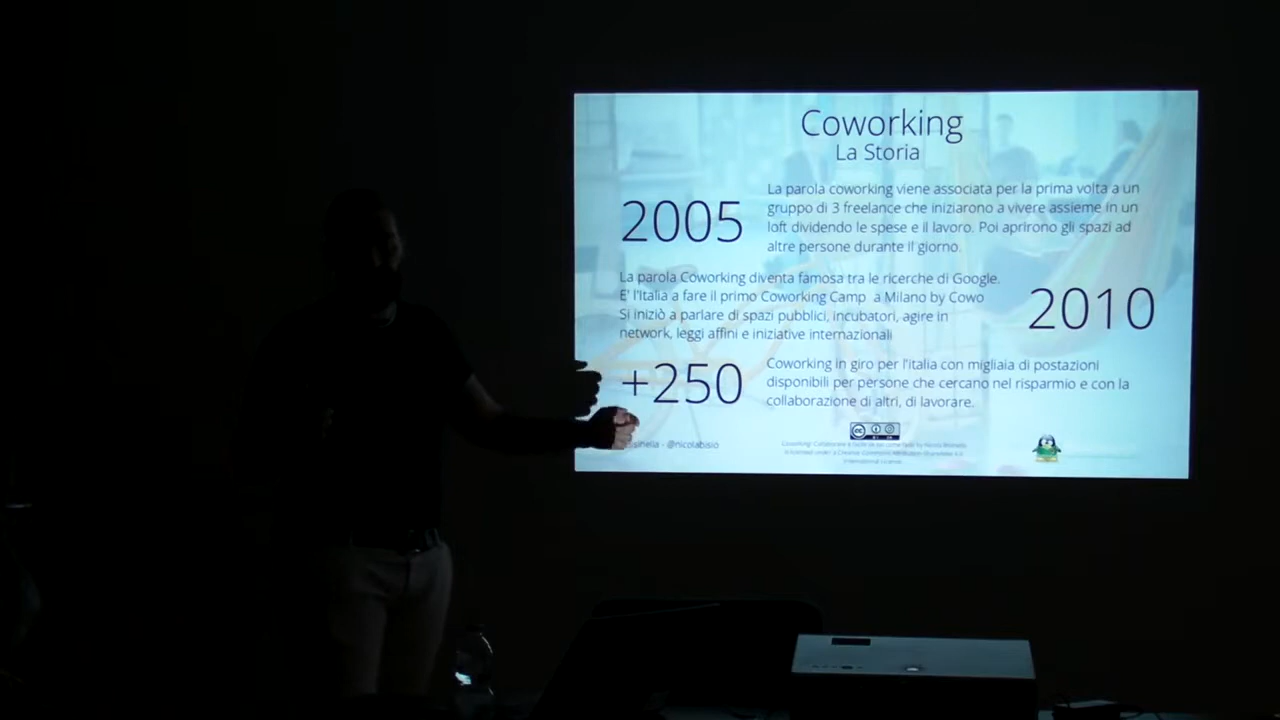 Coworking
La Storia
2005
La parola coworking viene associata per la prima volta a un
gruppo di 3 freelance che iniziarono a vivere assieme in un
loft dividendo le spese e il lavoro. Poi aprirono gli spazi ad
altre persone durante il giorno.
La parola Coworking diventa famosa tra le ricerche di Google.
E' l'Italia a fare il primo Coworking Camp a Milano by Cowo
Si iniziò a parlare di spazi pubblici, incubatori, agire in
network, leggi affini e iniziative internazionali
2010
+250
Coworking in giro per l'italia con migliaia di postazioni
disponibili per persone che cercano nel risparmio e con la
collaborazione di altri, di lavorare.
- @nicolabisio
cc
International License.